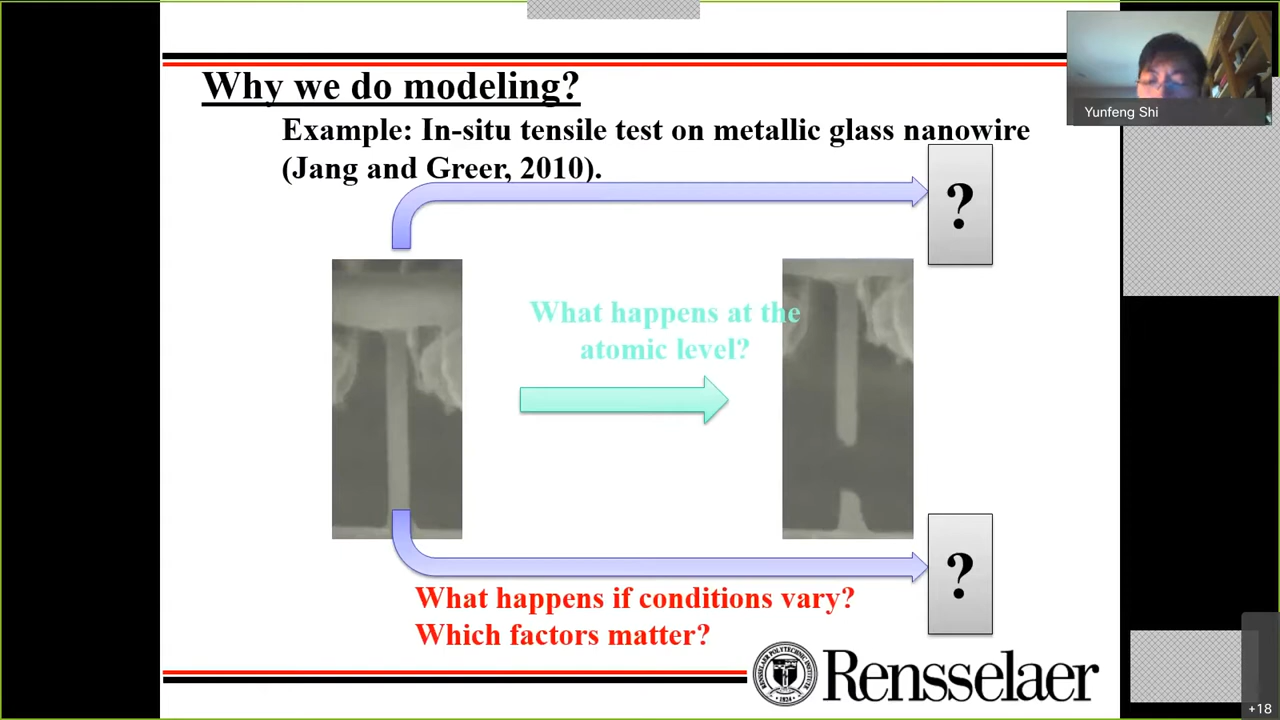 Why we do modeling?
Example: In-situ tensile test on metallic glass nanowire
(Jang and Greer, 2010).
Yunfeng Shi
?
What happens at the
atomic level?
?
What happens if conditions vary?
Which factors matter?
Rensselaer
+18